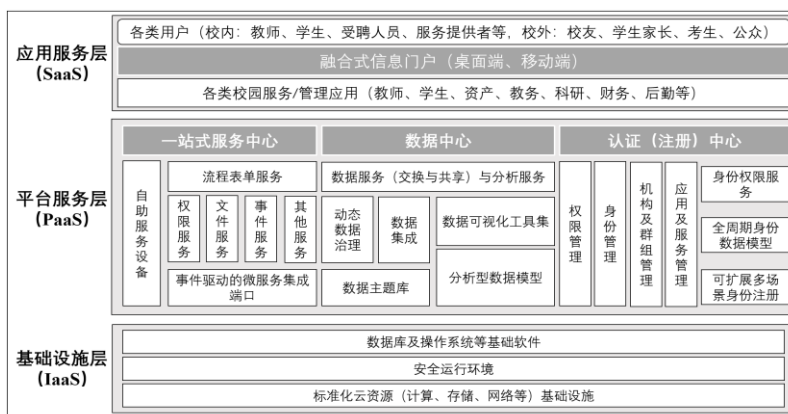 应用服务层
(SaaS)
各类用户（校内：教师、学生、受聘人员、服务提供者等，校外：校友、学生家长、考生、公众）
融合式信息门户（桌面端、移动端）
各类校园服务/管理应用（教师、学生、资产、教务、科研、财务、后勤等）
平台服务层
(PaaS)
一站式服务中心
自助服务设备
流程表单服务
权限服务
文件服务
事件服务
其他服务
事件驱动的微服务集成
端口
数据中心
数据服务（交换与共享）与分析服务
动态
数据
治理
数据
集成
数据可视化工具集
数据主题库
分析型数据模型
认证（注册）中心
权限管理
身份管理
机构及群组管理
应用及服务管理
身份权限服
务
全周期身份
数据模型
可扩展多场
景身份注册
基础设施层
(IaaS)
数据库及操作系统等基础软件
安全运行环境
标准化云资源（计算、存储、网络等）基础设施